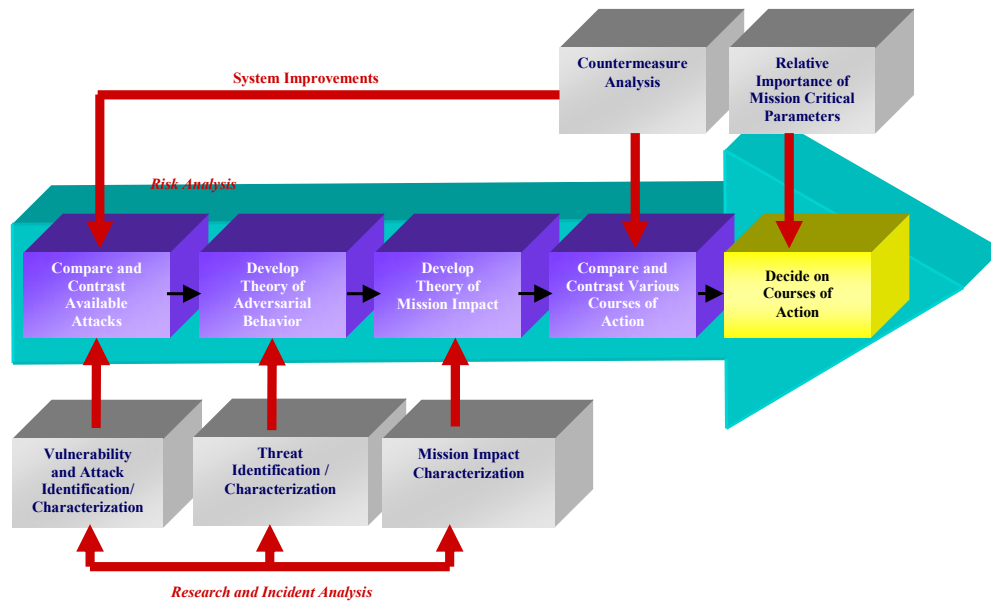 Countermeasure
Analysis
Relative
Importance of
Mission Critical
Parameters
System Improvements
Risk Analysis
Compare and
Contrast
Available
Attacks
Develop
Theory of
Adversarial
Behavior
Develop
Theory of
Mission Impact
Compare and
Contrast Various
Courses of
Action
Decide on
Courses of
Action
Vulnerability
and Attack
Identification/
Characterization
Threat
Identification /
Characterization
Mission Impact
Characterization
Research and Incident Analysis